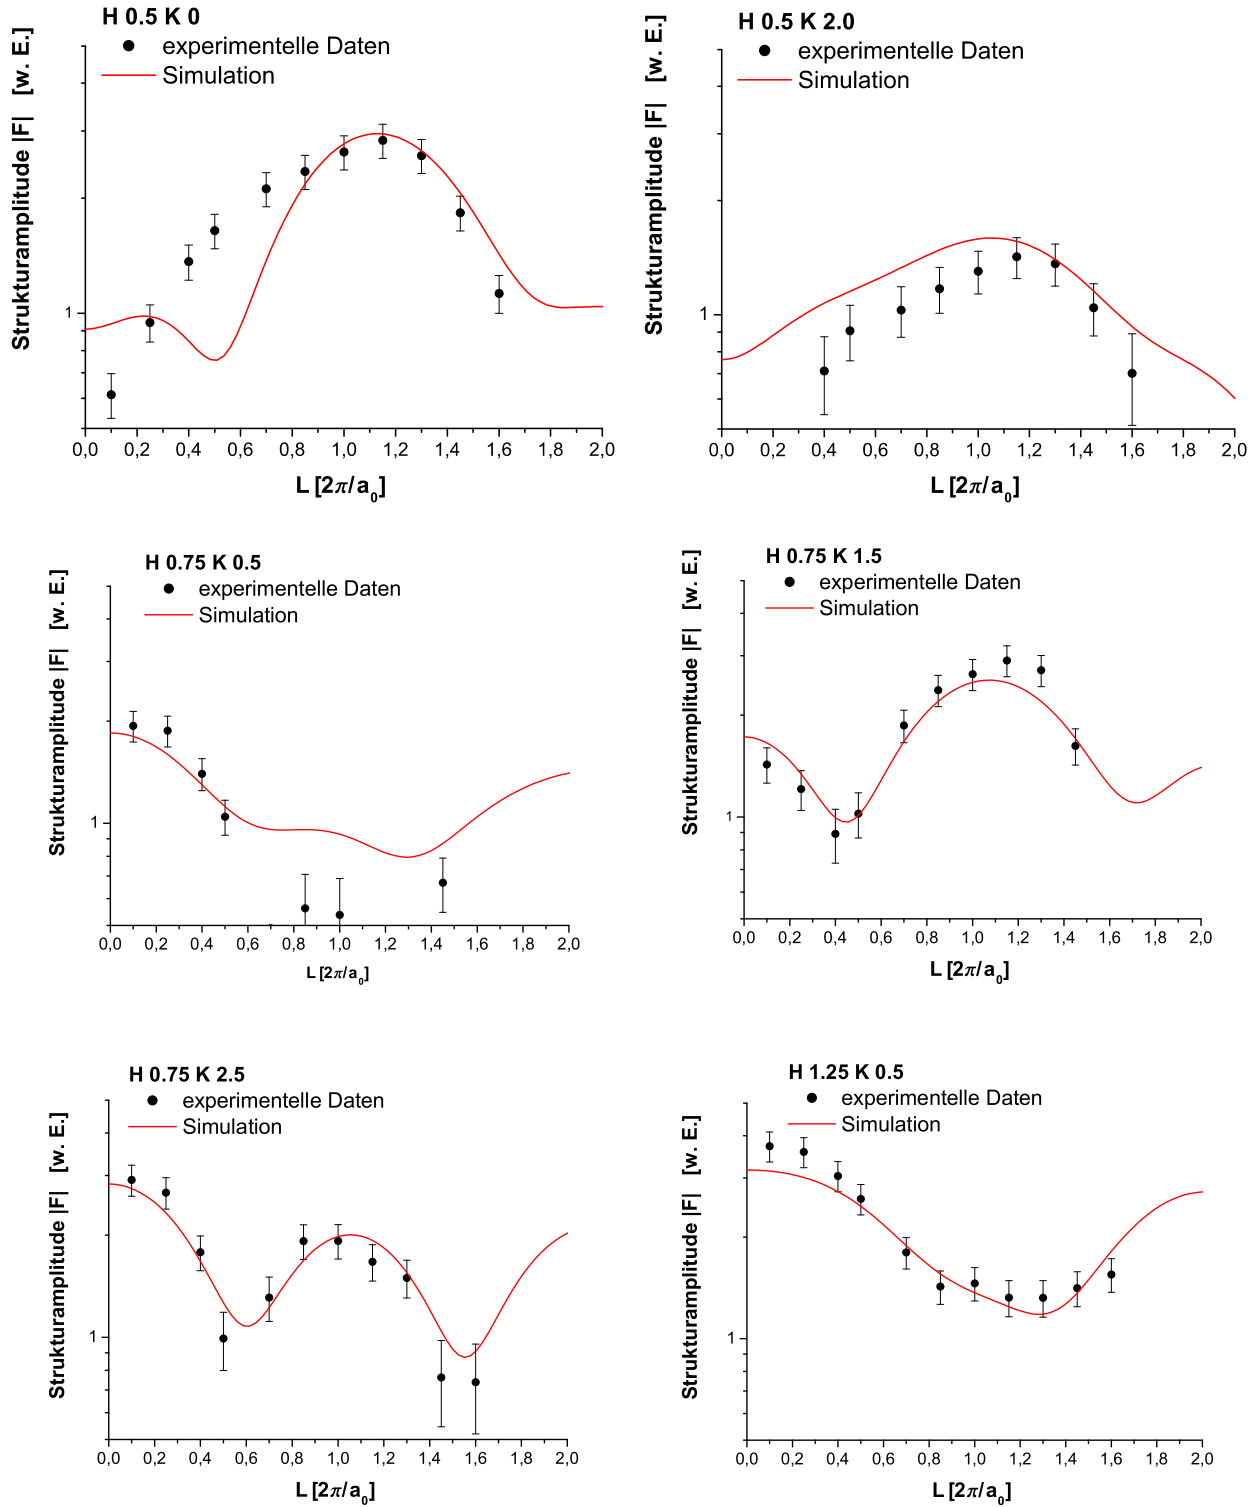 H 0.5 K 0
experimentelle Daten
Simulation
Strukturamplitude |F| [w. E.]
1
0,0 0,2 0,4 0,6 0,8 1,0 1,2 1,4 1,6 1,8 2,0
L [2π/a₀]
H 0.5 K 2.0
experimentelle Daten
Simulation
Strukturamplitude |F| [w. E.]
1
0,0 0,2 0,4 0,6 0,8 1,0 1,2 1,4 1,6 1,8 2,0
L [2π/a₀]
H 0.75 K 0.5
experimentelle Daten
Simulation
Strukturamplitude |F| [w. E.]
1
0,0 0,2 0,4 0,6 0,8 1,0 1,2 1,4 1,6 1,8 2,0
L [2π/a₀]
H 0.75 K 1.5
experimentelle Daten
Simulation
Strukturamplitude |F| [w. E.]
1
0,0 0,2 0,4 0,6 0,8 1,0 1,2 1,4 1,6 1,8 2,0
L [2π/a₀]
H 0.75 K 2.5
experimentelle Daten
Simulation
Strukturamplitude |F| [w. E.]
1
0,0 0,2 0,4 0,6 0,8 1,0 1,2 1,4 1,6 1,8 2,0
L [2π/a₀]
H 1.25 K 0.5
experimentelle Daten
Simulation
Strukturamplitude |F| [w. E.]
1
0,0 0,2 0,4 0,6 0,8 1,0 1,2 1,4 1,6 1,8 2,0
L [2π/a₀]